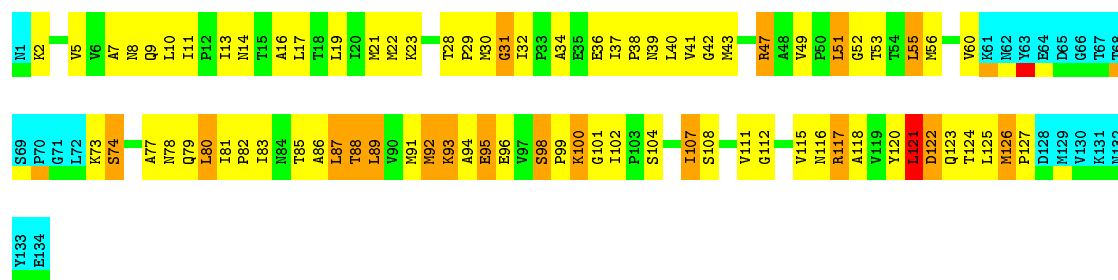 N1 K2 V5 V6 A7 N8 Q9 L10 I11 P12 I13 N14 T15 A16 L17 T18 L19 I20 M21 M22 K23 T28 P29 M30 G31 I32 P33 A34 E35 E36 I37 P38 N39 L40 V41 G42 M43 R47 A48 V49 P50 L51 G52 T53 T54 L55 M56 V60 K61 N62 Y63 E64 D65 G66 T67 T68
S69 P70 G71 L72 K73 S74 A77 N78 Q79 L80 I81 P82 I83 N84 T85 A86 L87 T88 L89 V90 M91 M92 K93 A94 E95 E96 V97 S98 P99 K100 G101 I102 P103 S104 I107 S108 V111 G112 V115 N116 R117 A118 V119 Y120 L121 D122 Q123 T124 L125 M126 P127 D128 M129 V130 K131
Y133 E134